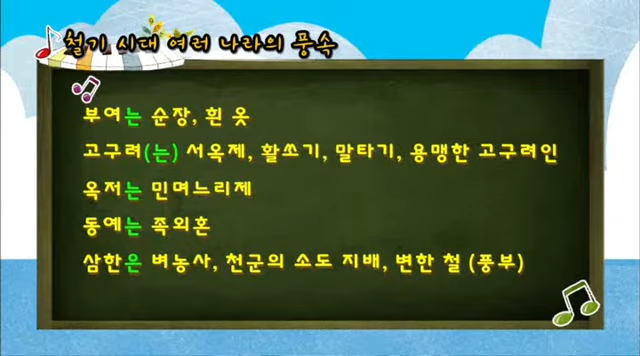 철기 시대 여러 나라의 풍속
부여는 순장, 흰 옷
고구려(는) 서옥제, 활쏘기, 말타기, 용맹한 고구려인
옥저는 민며느리제
동예는 족외혼
삼한은 벼농사, 천군의 소도 지배, 변한 철 (풍부)